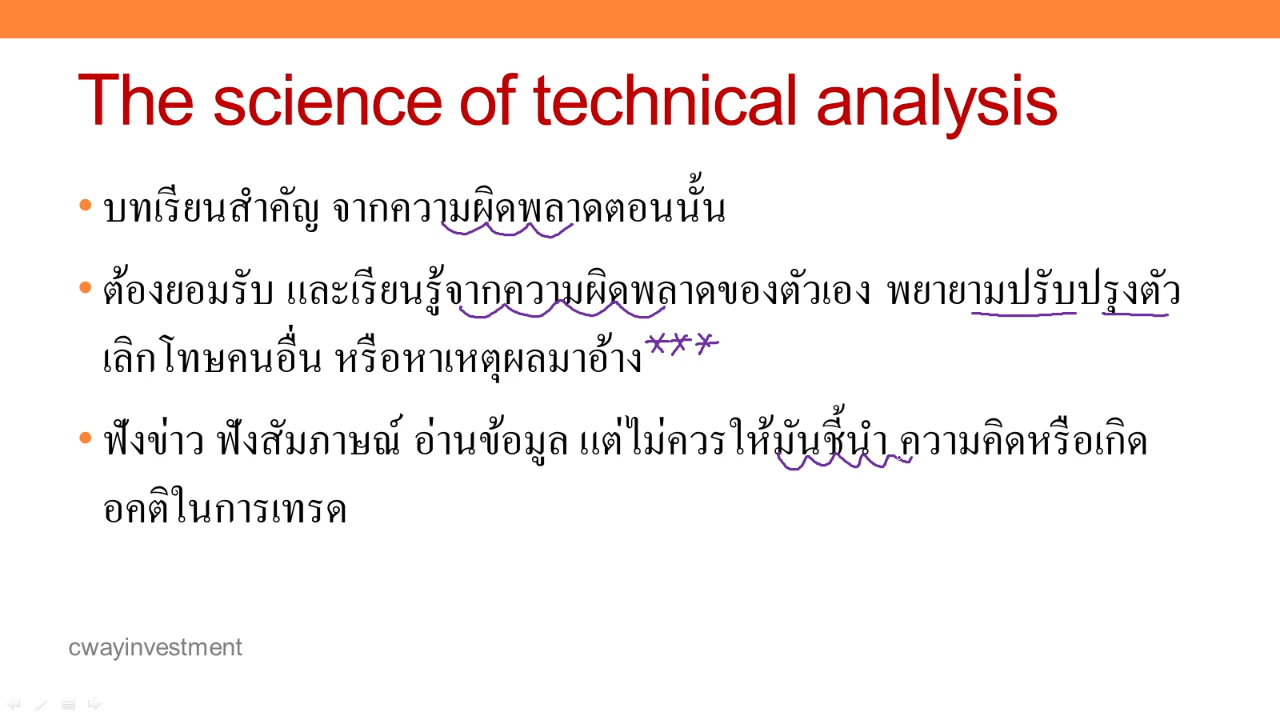 The science of technical analysis
• บทเรียนสำคัญ จากความผิดพลาดตอนนั้น
• ต้องยอมรับ และเรียนรู้จากความผิดพลาดของตัวเอง พยายามปรับปรุงตัว
เลิกโทษคนอื่น หรือหาเหตุผลมาอ้าง***
• ฟังข่าว ฟังสัมภาษณ์ อ่านข้อมูล แต่ไม่ควรให้มันชี้นำ ความคิดหรือเกิด
อคติในการเทรด
cwayinvestment